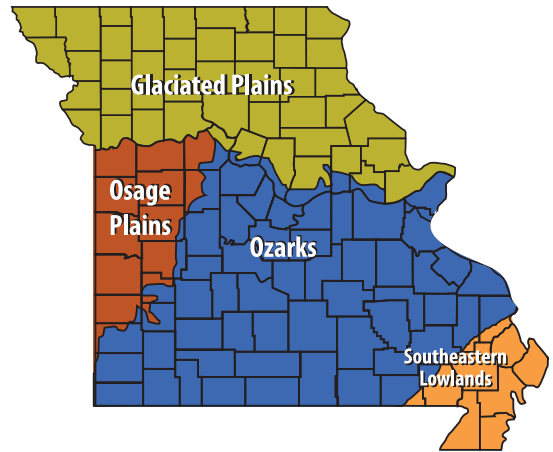 Glaciated Plains
Osage
Plains
Ozarks
Southeastern
Lowlands